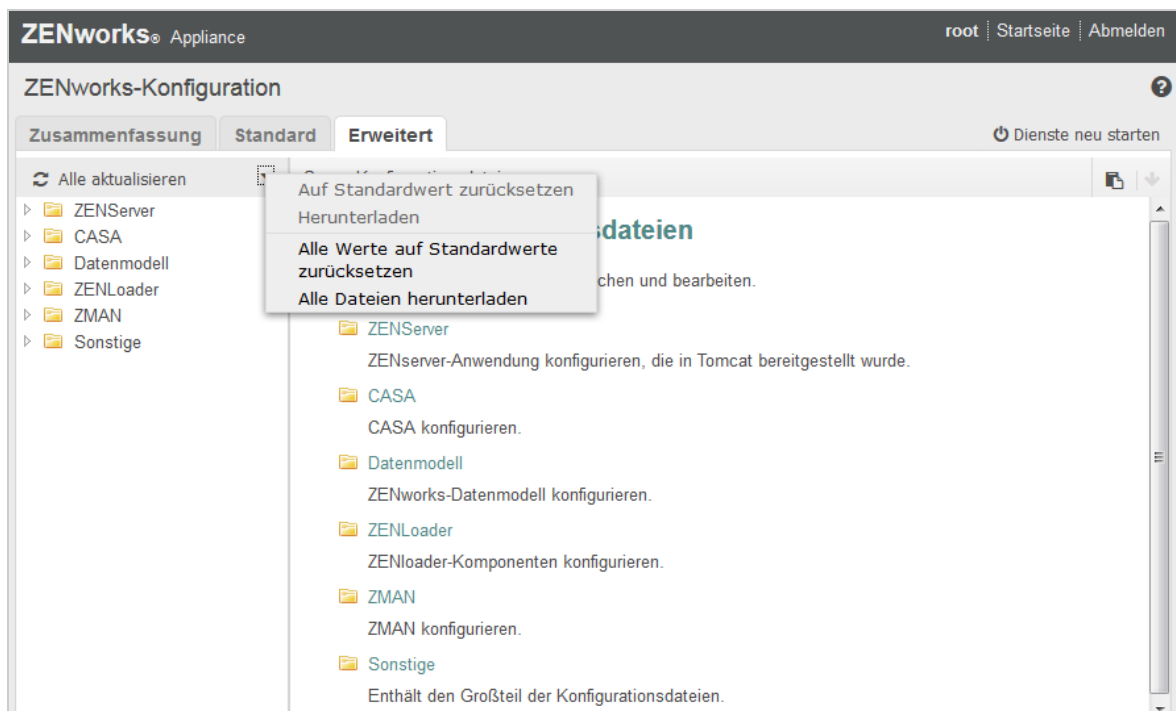 ZENworks® Appliance
root Startseite Abmelden
ZENworks-Konfiguration
Zusammenfassung Standard Erweitert
Dienste neu starten
Alle aktualisieren
ZENServer
CASA
Datenmodell
ZENLoader
ZMAN
Sonstige
Auf Standardwert zurücksetzen
Herunterladen
Alle Werte auf Standardwerte
zurücksetzen
Alle Dateien herunterladen
sdateien
chen und bearbeiten.
ZENServer
ZENserver-Anwendung konfigurieren, die in Tomcat bereitgestellt wurde.
CASA
CASA konfigurieren.
Datenmodell
ZENworks-Datenmodell konfigurieren.
ZENLoader
ZENloader-Komponenten konfigurieren.
ZMAN
ZMAN konfigurieren.
Sonstige
Enthält den Großteil der Konfigurationsdateien.